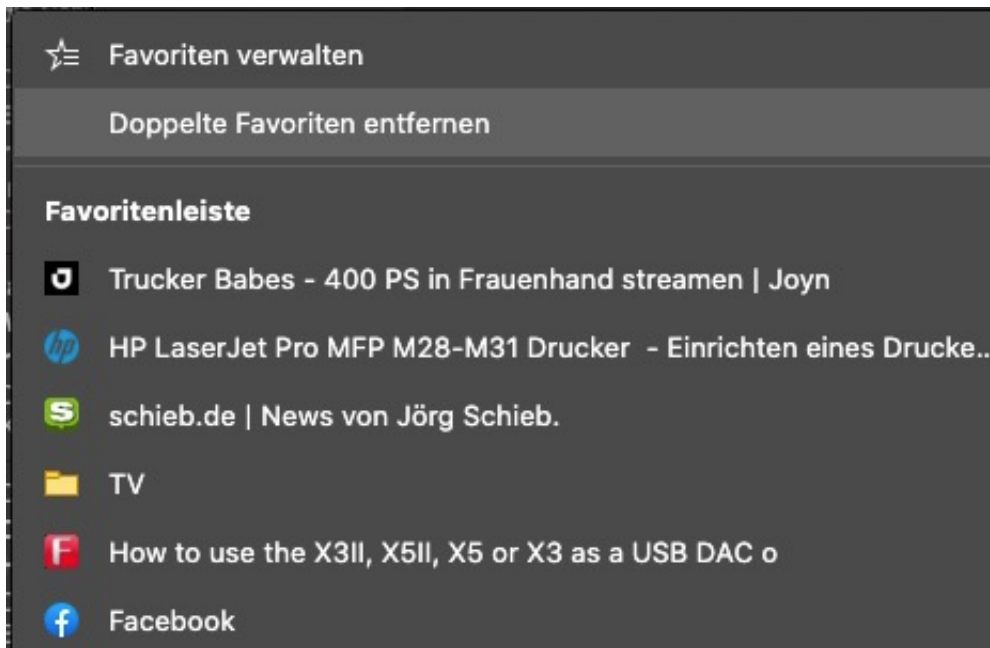 Favoriten verwalten
Doppelte Favoriten entfernen
Favoritenleiste
Trucker Babes - 400 PS in Frauenhand streamen | Joyn
HP LaserJet Pro MFP M28-M31 Drucker - Einrichten eines Drucke...
schieb.de | News von Jörg Schieb.
TV
How to use the X3II, X5II, X5 or X3 as a USB DAC o
Facebook